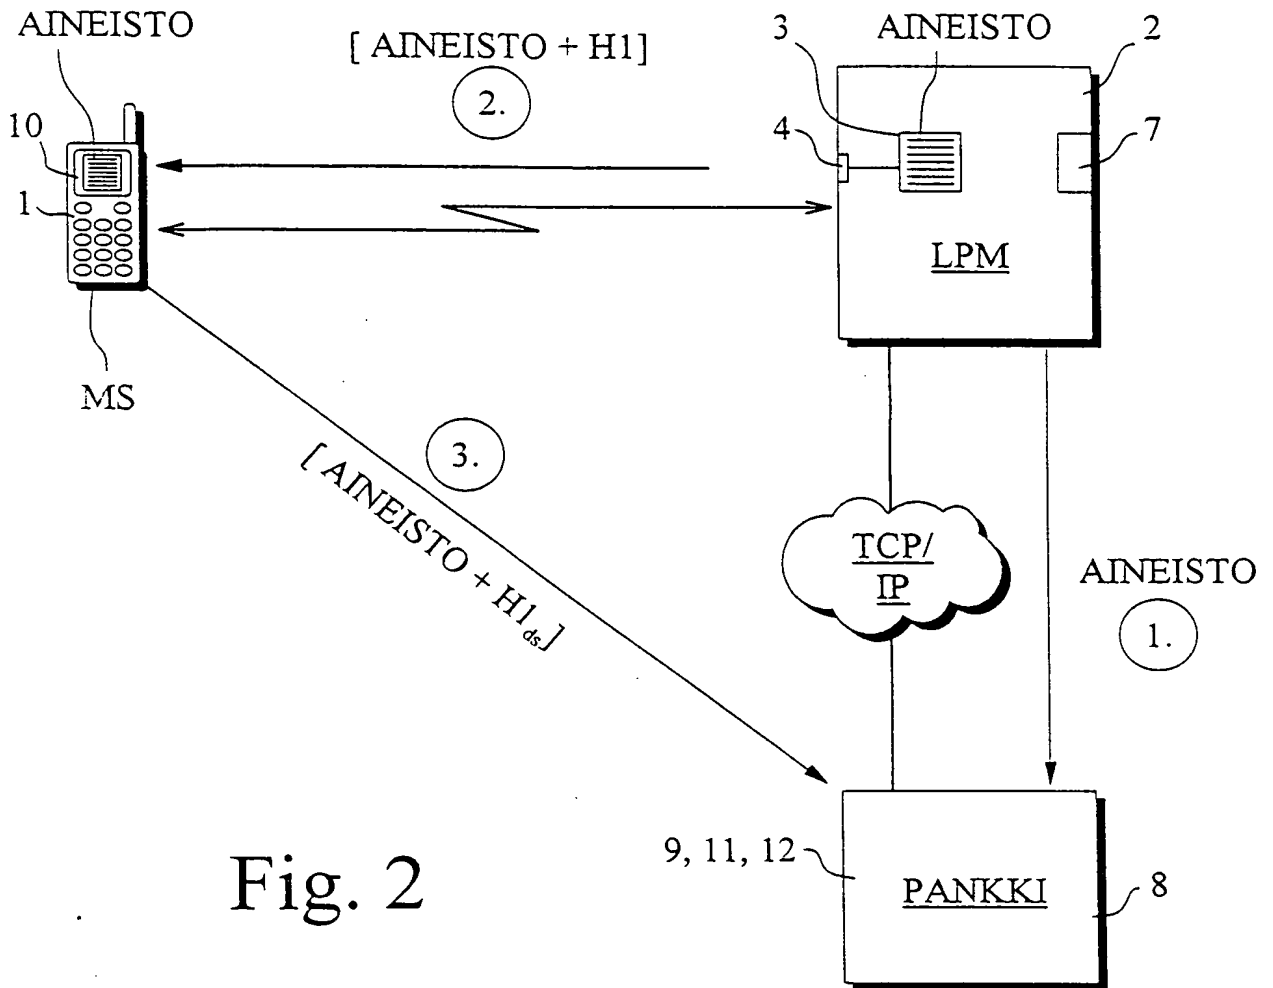 AINEISTO
[ AINEISTO + H1]
2.
3
AINEISTO
2
10
4
7
1
LPM
MS
3.
[ AINEISTO + H1ds]
TCP/
IP
AINEISTO
1.
9, 11, 12
PANKKI
8
Fig. 2